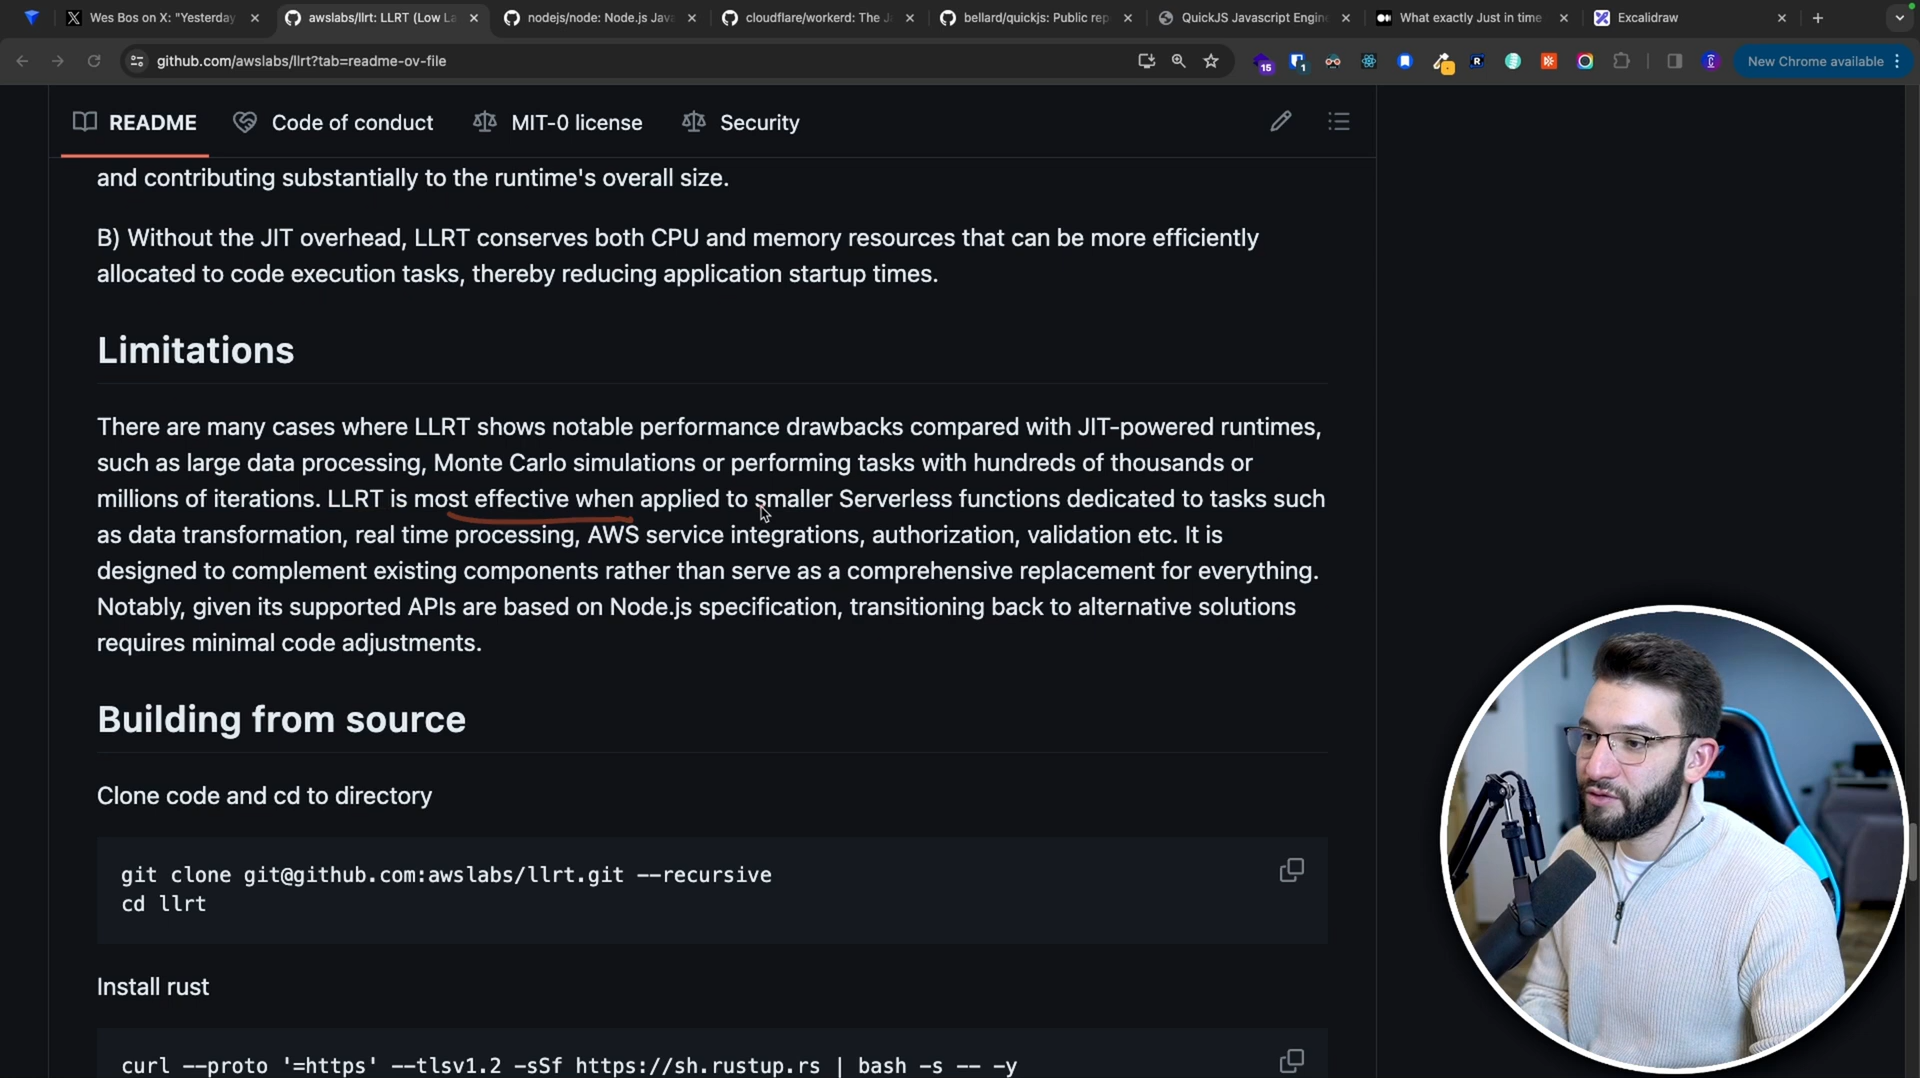 Wes Bos on X: "Yesterday
awslabs/llrt: LLRT (Low La
nodejs/node: Node.js Java
cloudflare/workerd: The J
bellard/quickjs: Public rep
QuickJS Javascript Engin
What exactly Just in time
Excalidraw
github.com/awslabs/llrt?tab=readme-ov-file
15
1
New Chrome available
README
Code of conduct
MIT-0 license
Security
and contributing substantially to the runtime's overall size.
B) Without the JIT overhead, LLRT conserves both CPU and memory resources that can be more efficiently
allocated to code execution tasks, thereby reducing application startup times.
Limitations
There are many cases where LLRT shows notable performance drawbacks compared with JIT-powered runtimes,
such as large data processing, Monte Carlo simulations or performing tasks with hundreds of thousands or
millions of iterations. LLRT is most effective when applied to smaller Serverless functions dedicated to tasks such
as data transformation, real time processing, AWS service integrations, authorization, validation etc. It is
designed to complement existing components rather than serve as a comprehensive replacement for everything.
Notably, given its supported APIs are based on Node.js specification, transitioning back to alternative solutions
requires minimal code adjustments.
Building from source
Clone code and cd to directory
git clone git@github.com:awslabs/llrt.git --recursive
cd llrt
Install rust
curl --proto '=https' --tlsv1.2 -sSf https://sh.rustup.rs | bash -s -- -y